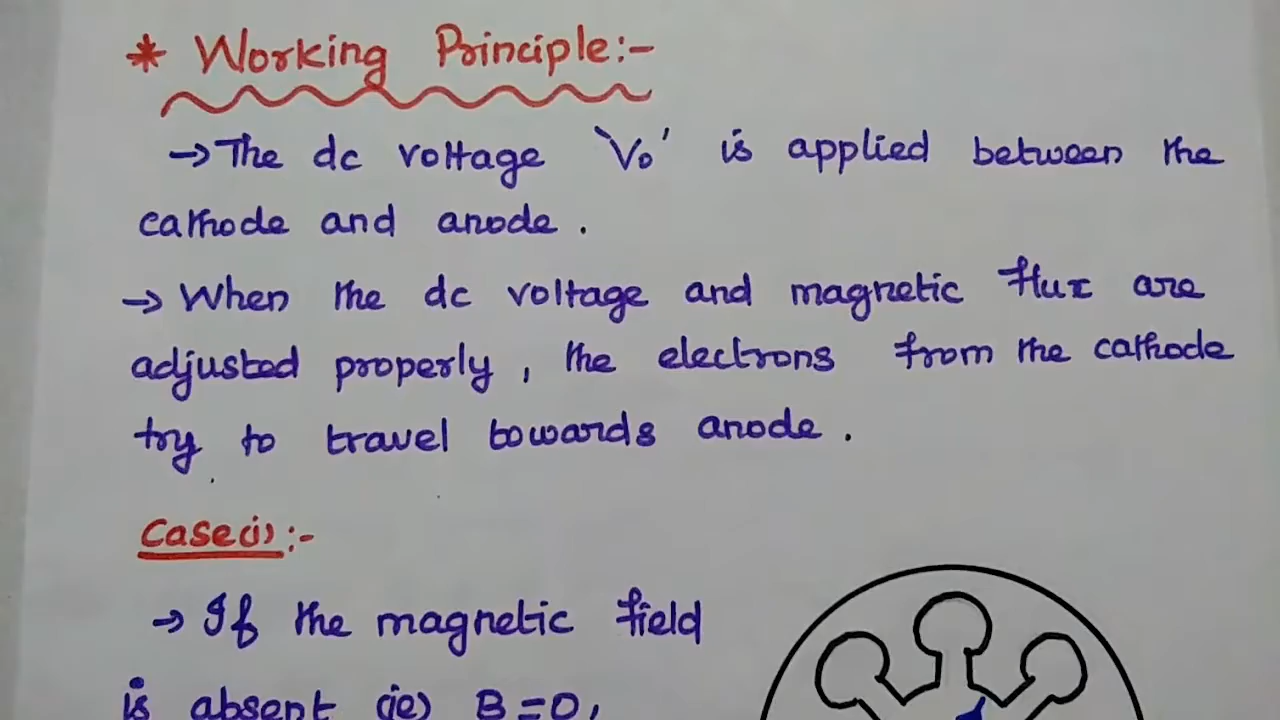 * Working Principle:-
→ The dc voltage 'V₀' is applied between the
cathode and anode.
→ When the dc voltage and magnetic flux are
adjusted properly, the electrons from the cathode
try to travel towards anode.
Case(i):-
→ If the magnetic field
is absent (ie) B=0,